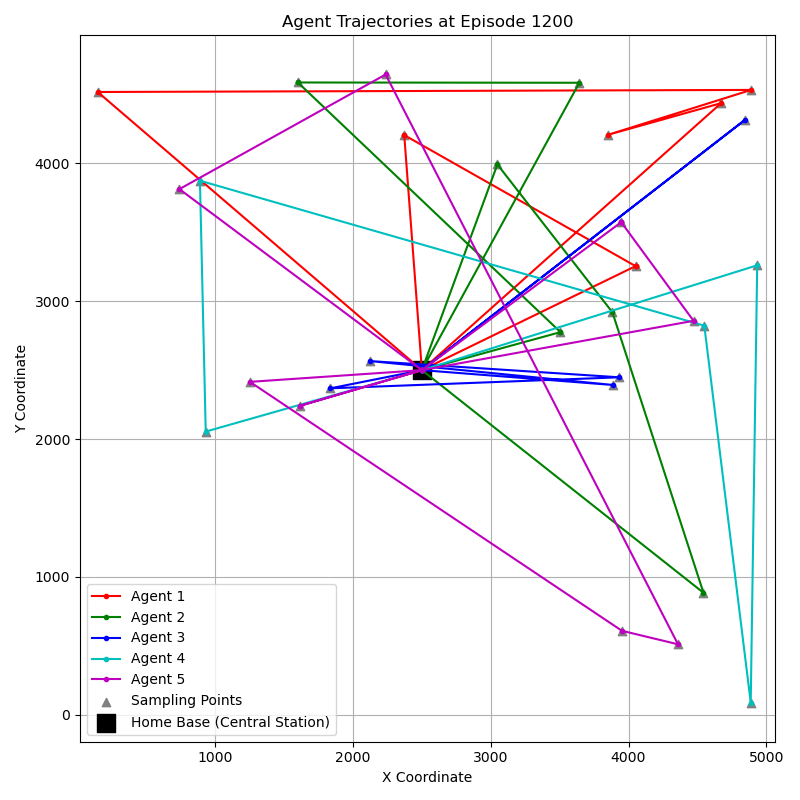 Agent Trajectories at Episode 1200
Y Coordinate
4000
3000
2000
1000
0
Agent 1
Agent 2
Agent 3
Agent 4
Agent 5
Sampling Points
Home Base (Central Station)
1000 2000 3000 4000 5000
X Coordinate